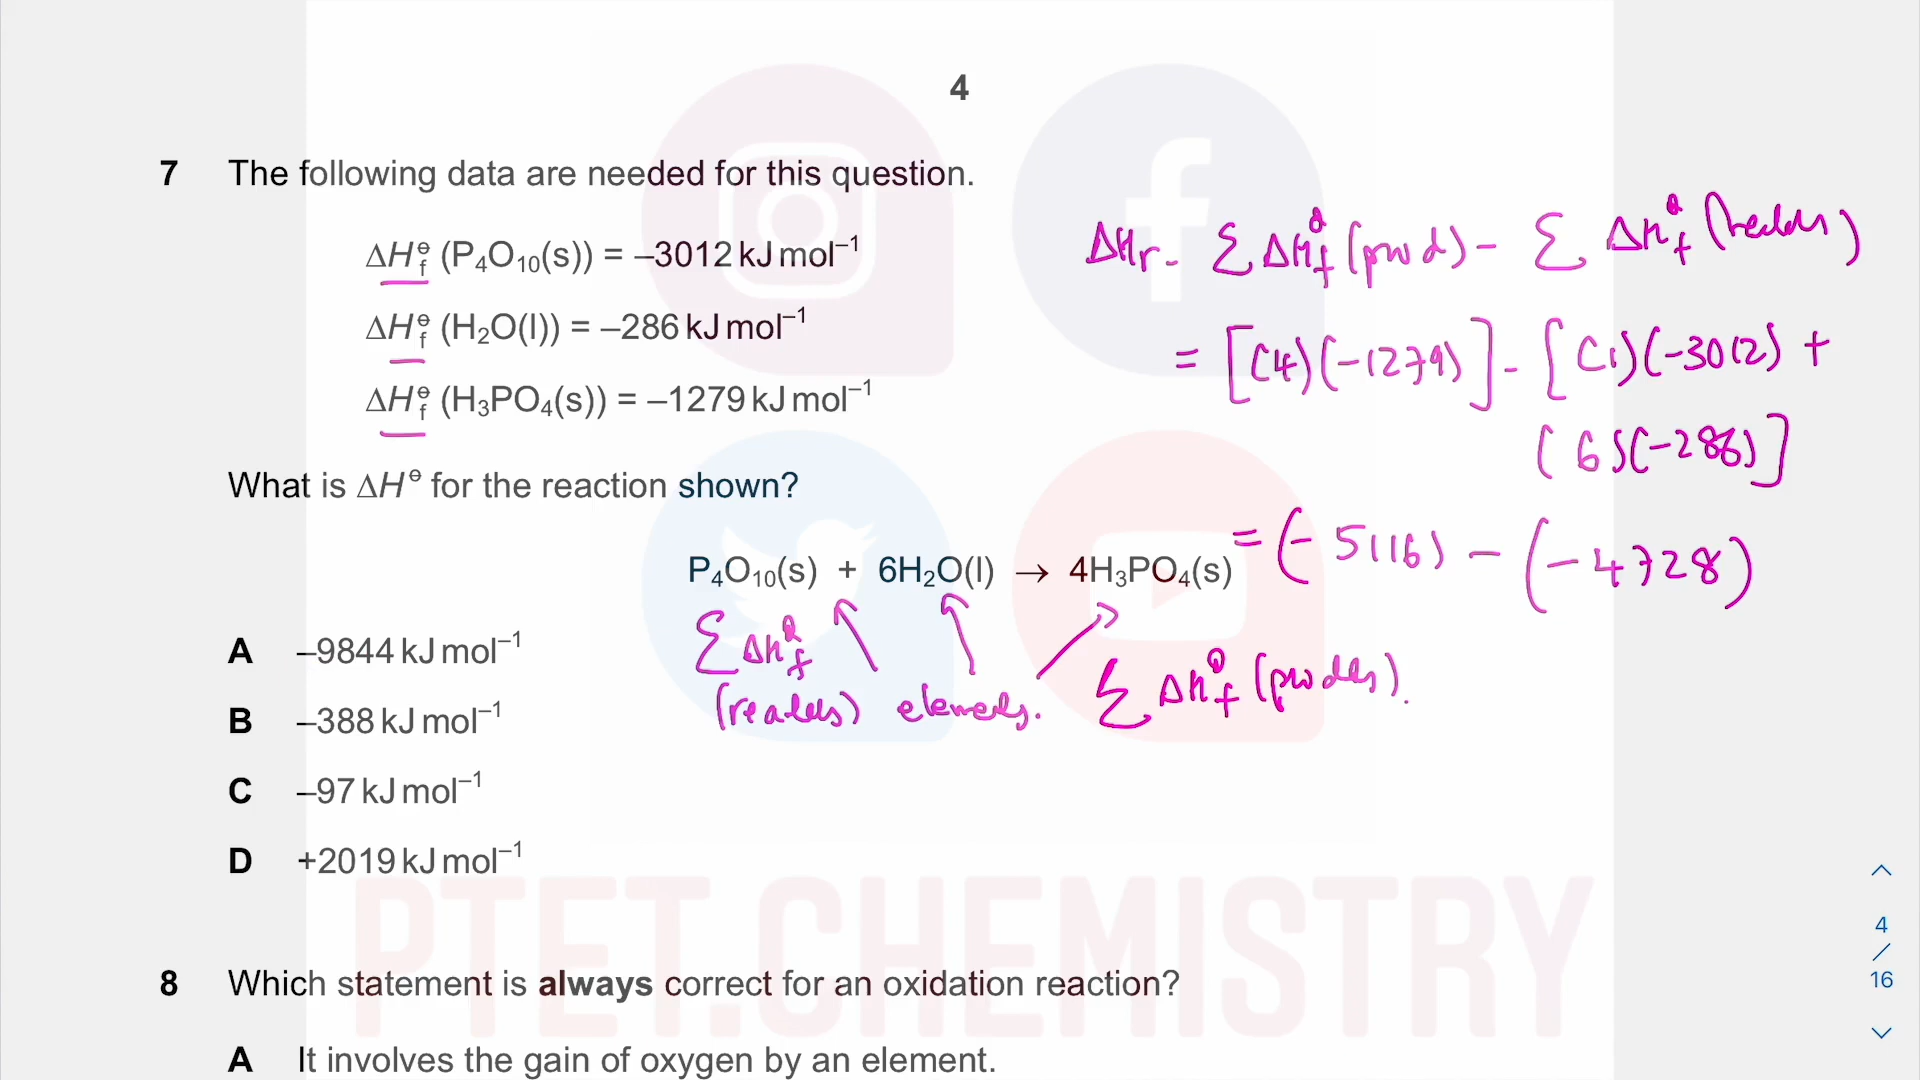 4
7 The following data are needed for this question.
ΔH⦵f (P₄O₁₀(s)) = –3012 kJ mol⁻¹
ΔH⦵f (H₂O(l)) = –286 kJ mol⁻¹
ΔH⦵f (H₃PO₄(s)) = –1279 kJ mol⁻¹
ΔHr = Σ ΔH⦵f (prod) – Σ ΔH⦵f
= [(4)(-1279)] - [(1)(-3012) +
(6)(-286)]
What is ΔH⦵ for the reaction shown?
P₄O₁₀(s) + 6H₂O(l) → 4H₃PO₄(s)
= (-5116) - (-4728)
Σ ΔH⦵f
elements.
Σ ΔH⦵f
A –9844 kJ mol⁻¹
B –388 kJ mol⁻¹
C –97 kJ mol⁻¹
D +2019 kJ mol⁻¹
PTET.CHEMISTRY
8 Which statement is always correct for an oxidation reaction?
A It involves the gain of oxygen by an element.
4
/
16